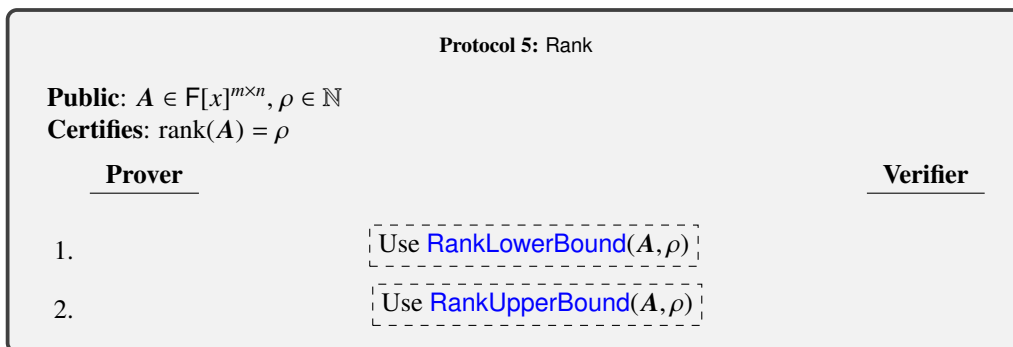 Protocol 5: Rank
Public: A ∈ F[x]^{m×n}, ρ ∈ ℕ
Certifies: rank(A) = ρ
Prover Verifier
1. Use RankLowerBound(A, ρ)
2. Use RankUpperBound(A, ρ)